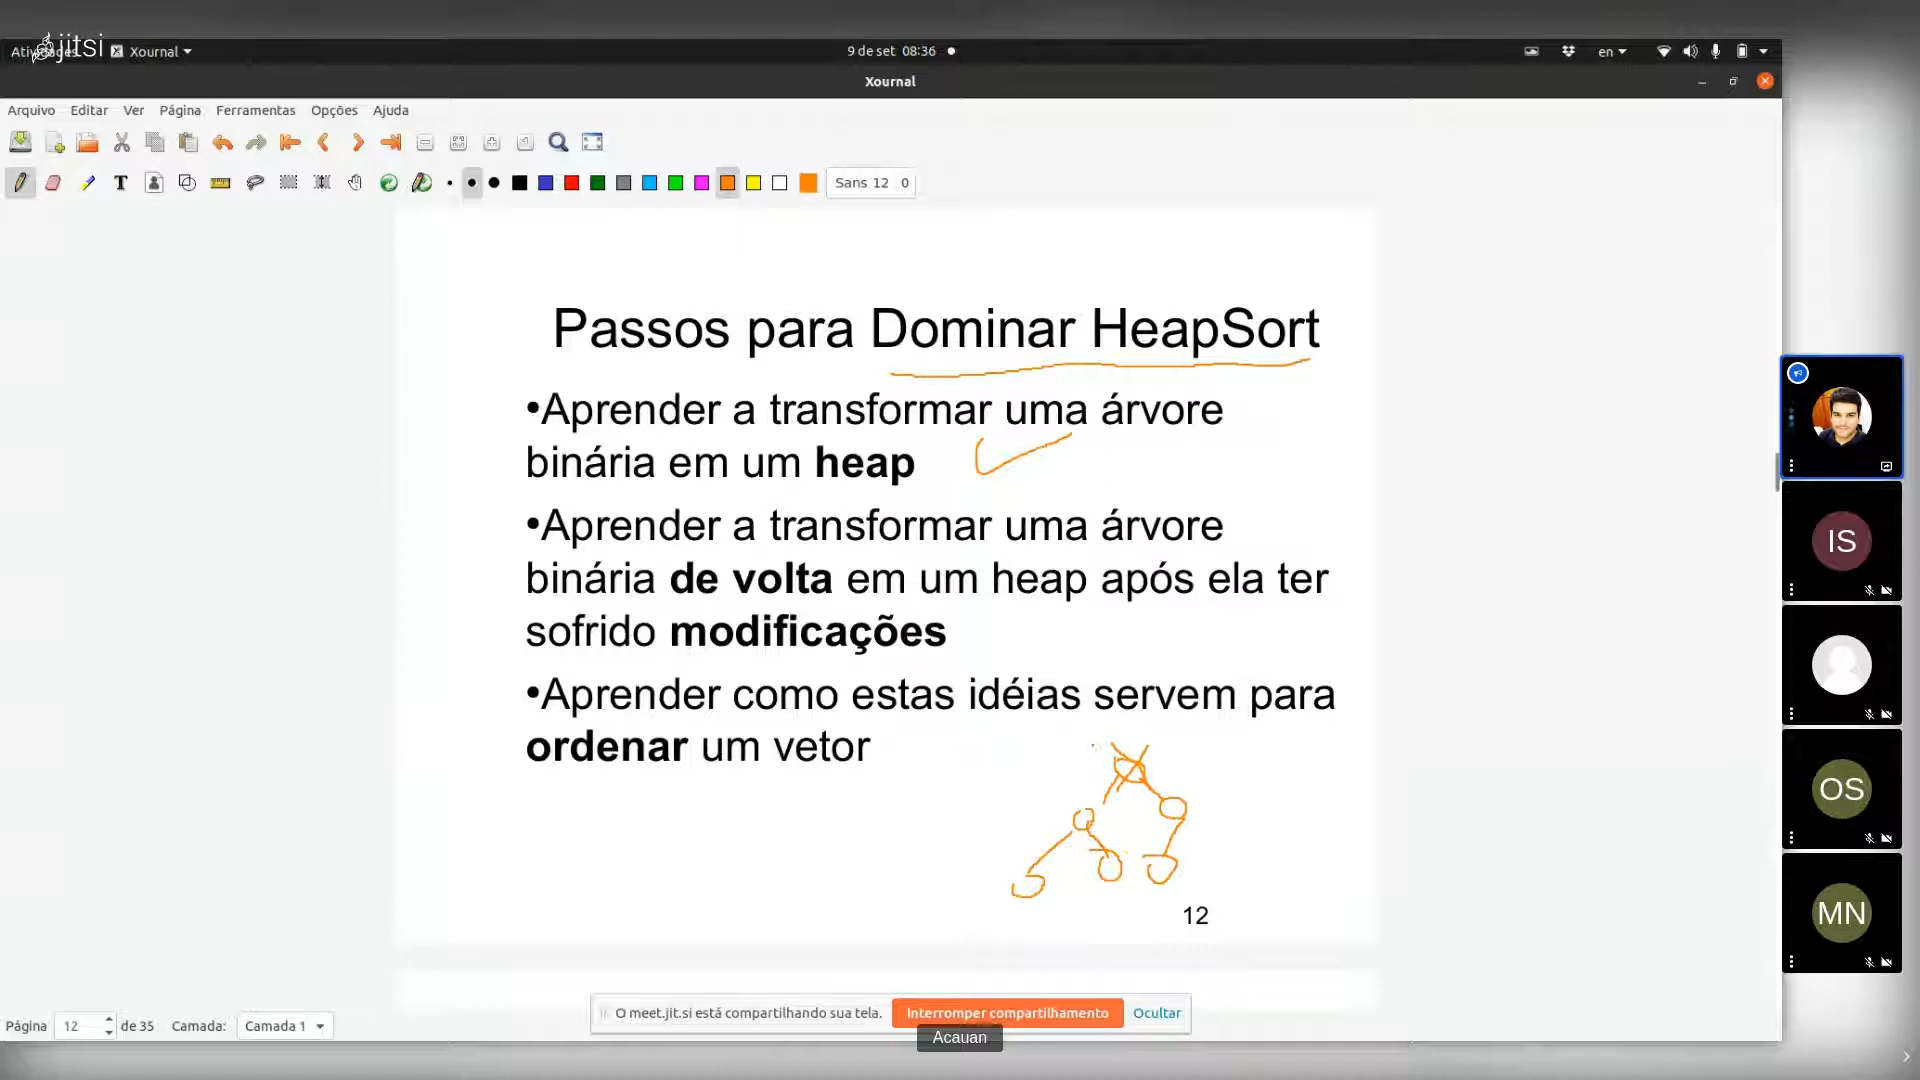 jitsi
Atividades Xournal 9 de set 08:36 en
Xournal
Arquivo Editar Ver Página Ferramentas Opções Ajuda
T Sans 12 0
Passos para Dominar HeapSort
•Aprender a transformar uma árvore
binária em um heap
•Aprender a transformar uma árvore
binária de volta em um heap após ela ter
sofrido modificações
•Aprender como estas idéias servem para
ordenar um vetor
12
IS
OS
MN
O meet.jit.si está compartilhando sua tela. Interromper compartilhamento Ocultar
Página 12 de 35 Camada: Camada 1
Acauan